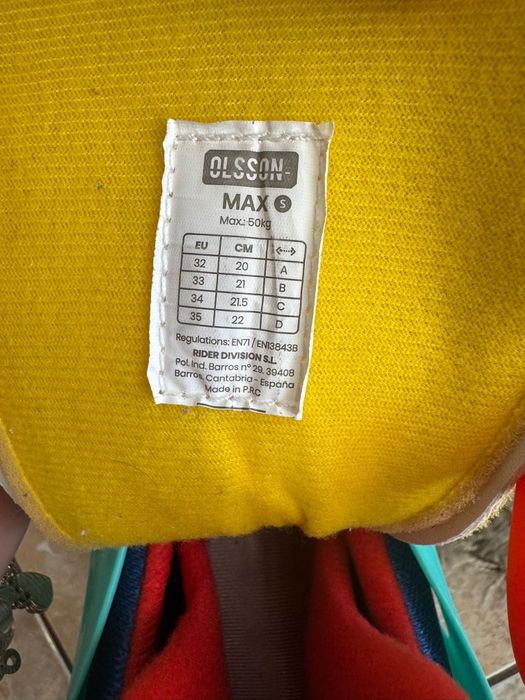 OLSSON
MAX S
Max.: 50kg
EU CM <-->
32 20 A
33 21 B
34 21.5 C
35 22 D
Regulations: EN71 / EN13843B
RIDER DIVISION S.L.
Pol. Ind. Barros nº 29. 39408
Barros. Cantabria - España
Made in P.R.C